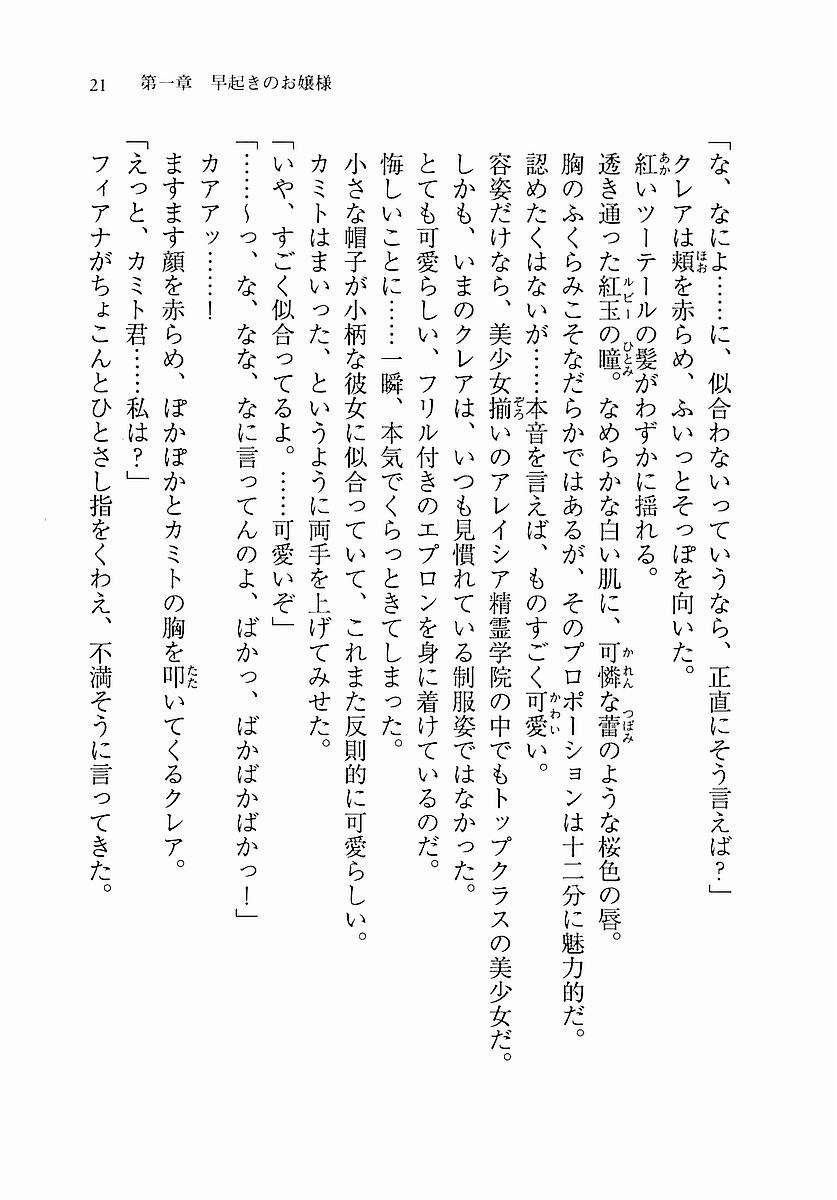 21　第一章　早起きのお嬢様
「な、なによ……に、似合わないっていうなら、正直にそう言えば？」
クレアは頬を赤らめ、ふいっとそっぽを向いた。
紅いツーテールの髪がわずかに揺れる。
透き通った紅玉の瞳。なめらかな白い肌に、可憐な蕾のような桜色の唇。
胸のふくらみこそなだらかではあるが、そのプロポーションは十二分に魅力的だ。
認めたくはないが……本音を言えば、ものすごく可愛い。
容姿だけなら、美少女揃いのアレイシア精霊学院の中でもトップクラスの美少女だ。
しかも、いまのクレアは、いつも見慣れている制服姿ではなかった。
とても可愛らしい、フリル付きのエプロンを身に着けているのだ。
悔しいことに……一瞬、本気でくらっときてしまった。
小さな帽子が小柄な彼女に似合っていて、これまた反則的に可愛らしい。
カミトはまいった、というように両手を上げてみせた。
「いや、すごく似合ってるよ。……可愛いぞ」
「……～っ、な、なな、なに言ってんのよ、ばかっ、ばかばかばかっ！」
カアアッ……！
ますます顔を赤らめ、ぽかぽかとカミトの胸を叩いてくるクレア。
「えっと、カミト君……私は？」
フィアナがちょこんとひとさし指をくわえ、不満そうに言ってきた。